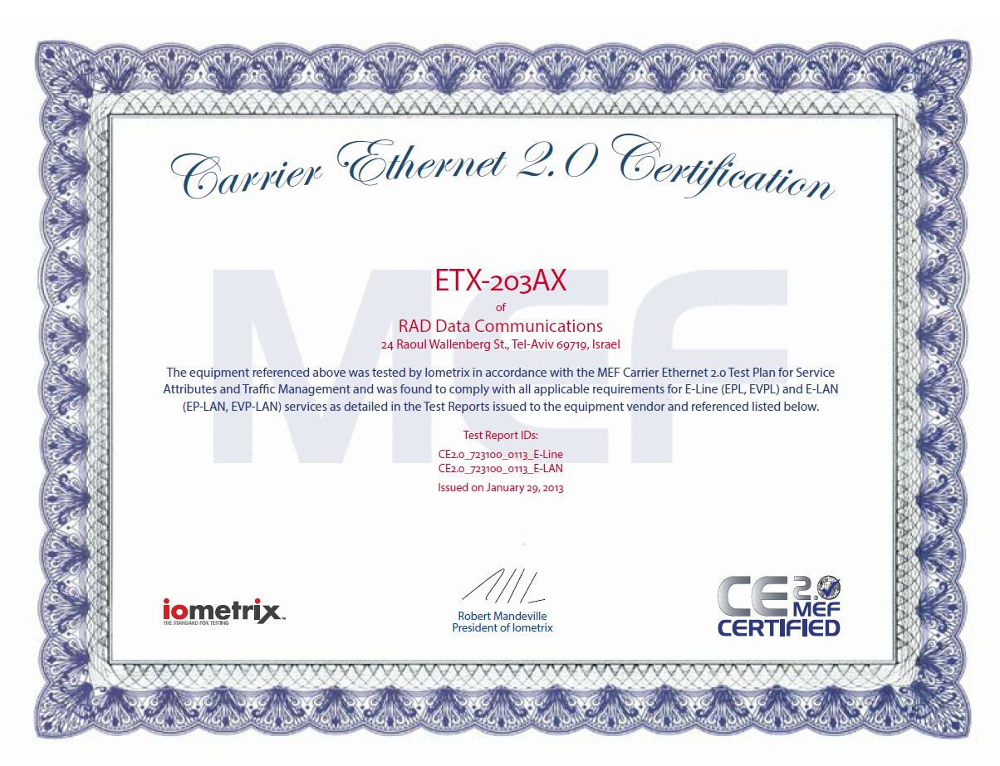 Carrier Ethernet 2.0 Certification
MEF
ETX-203AX
of
RAD Data Communications
24 Raoul Wallenberg St., Tel-Aviv 69719, Israel
The equipment referenced above was tested by Iometrix in accordance with the MEF Carrier Ethernet 2.0 Test Plan for Service
Attributes and Traffic Management and was found to comply with all applicable requirements for E-Line (EPL, EVPL) and E-LAN
(EP-LAN, EVP-LAN) services as detailed in the Test Reports issued to the equipment vendor and referenced listed below.
Test Report IDs:
CE2.0_723100_0113_E-Line
CE2.0_723100_0113_E-LAN
Issued on January 29, 2013
iometrix™
THE STANDARD FOR TESTING
Robert Mandeville
President of Iometrix
CE 2.0
MEF
CERTIFIED